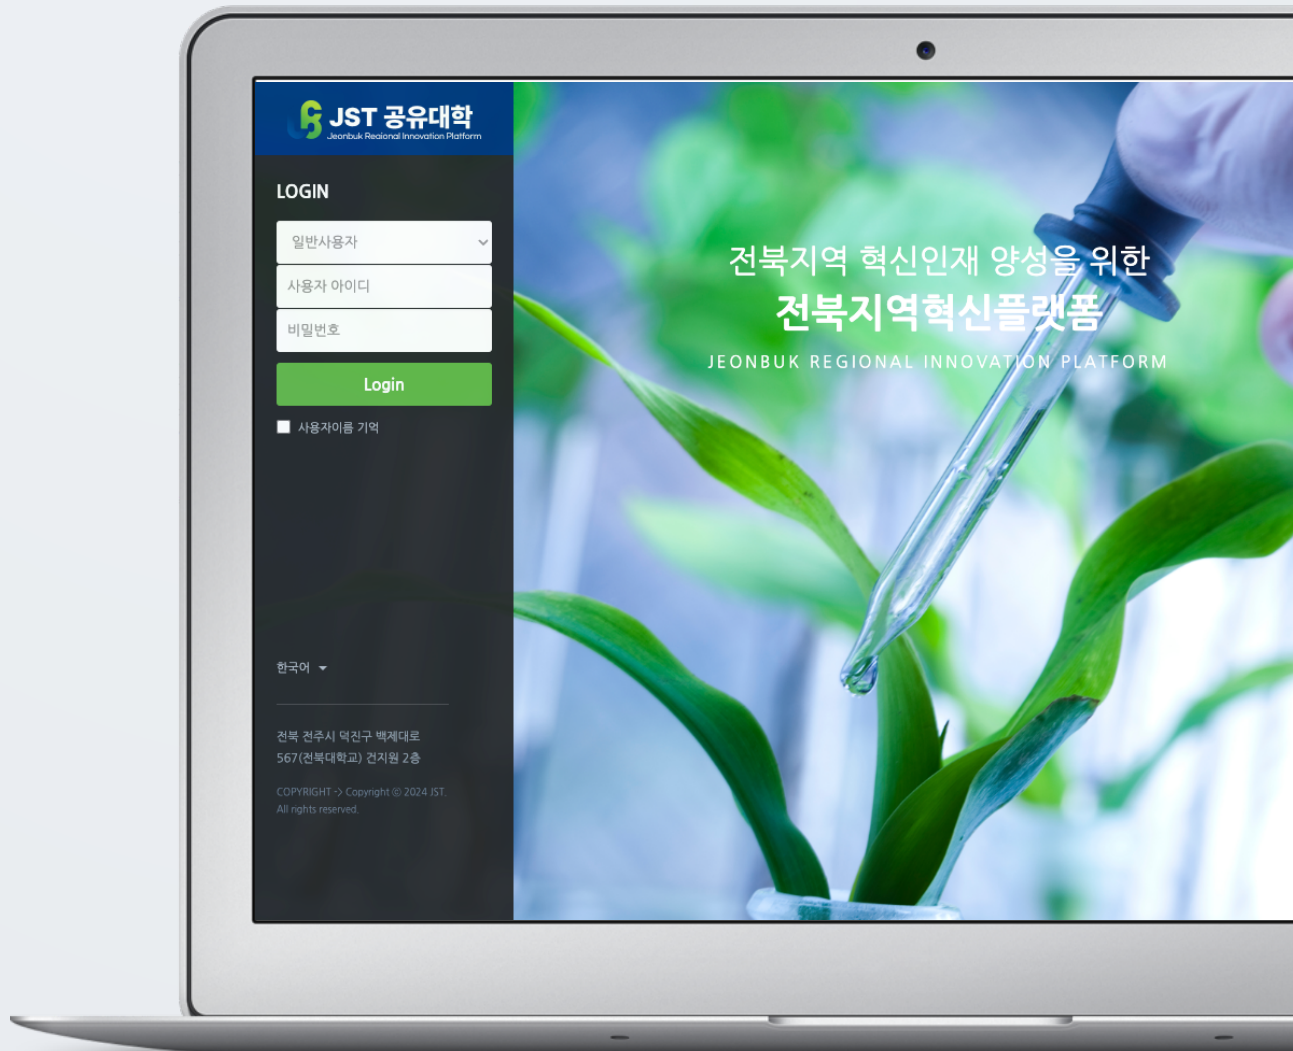 JST 공유대학
Jeonbuk Regional Innovation Platform
LOGIN
일반사용자
사용자 아이디
비밀번호
Login
사용자이름 기억
한국어
전북 전주시 덕진구 백제대로
567(전북대학교) 건지원 2층
COPYRIGHT -> Copyright ⓒ 2024 JST.
All rights reserved.
전북지역 혁신인재 양성을 위한
전북지역혁신플랫폼
JEONBUK REGIONAL INNOVATION PLATFORM